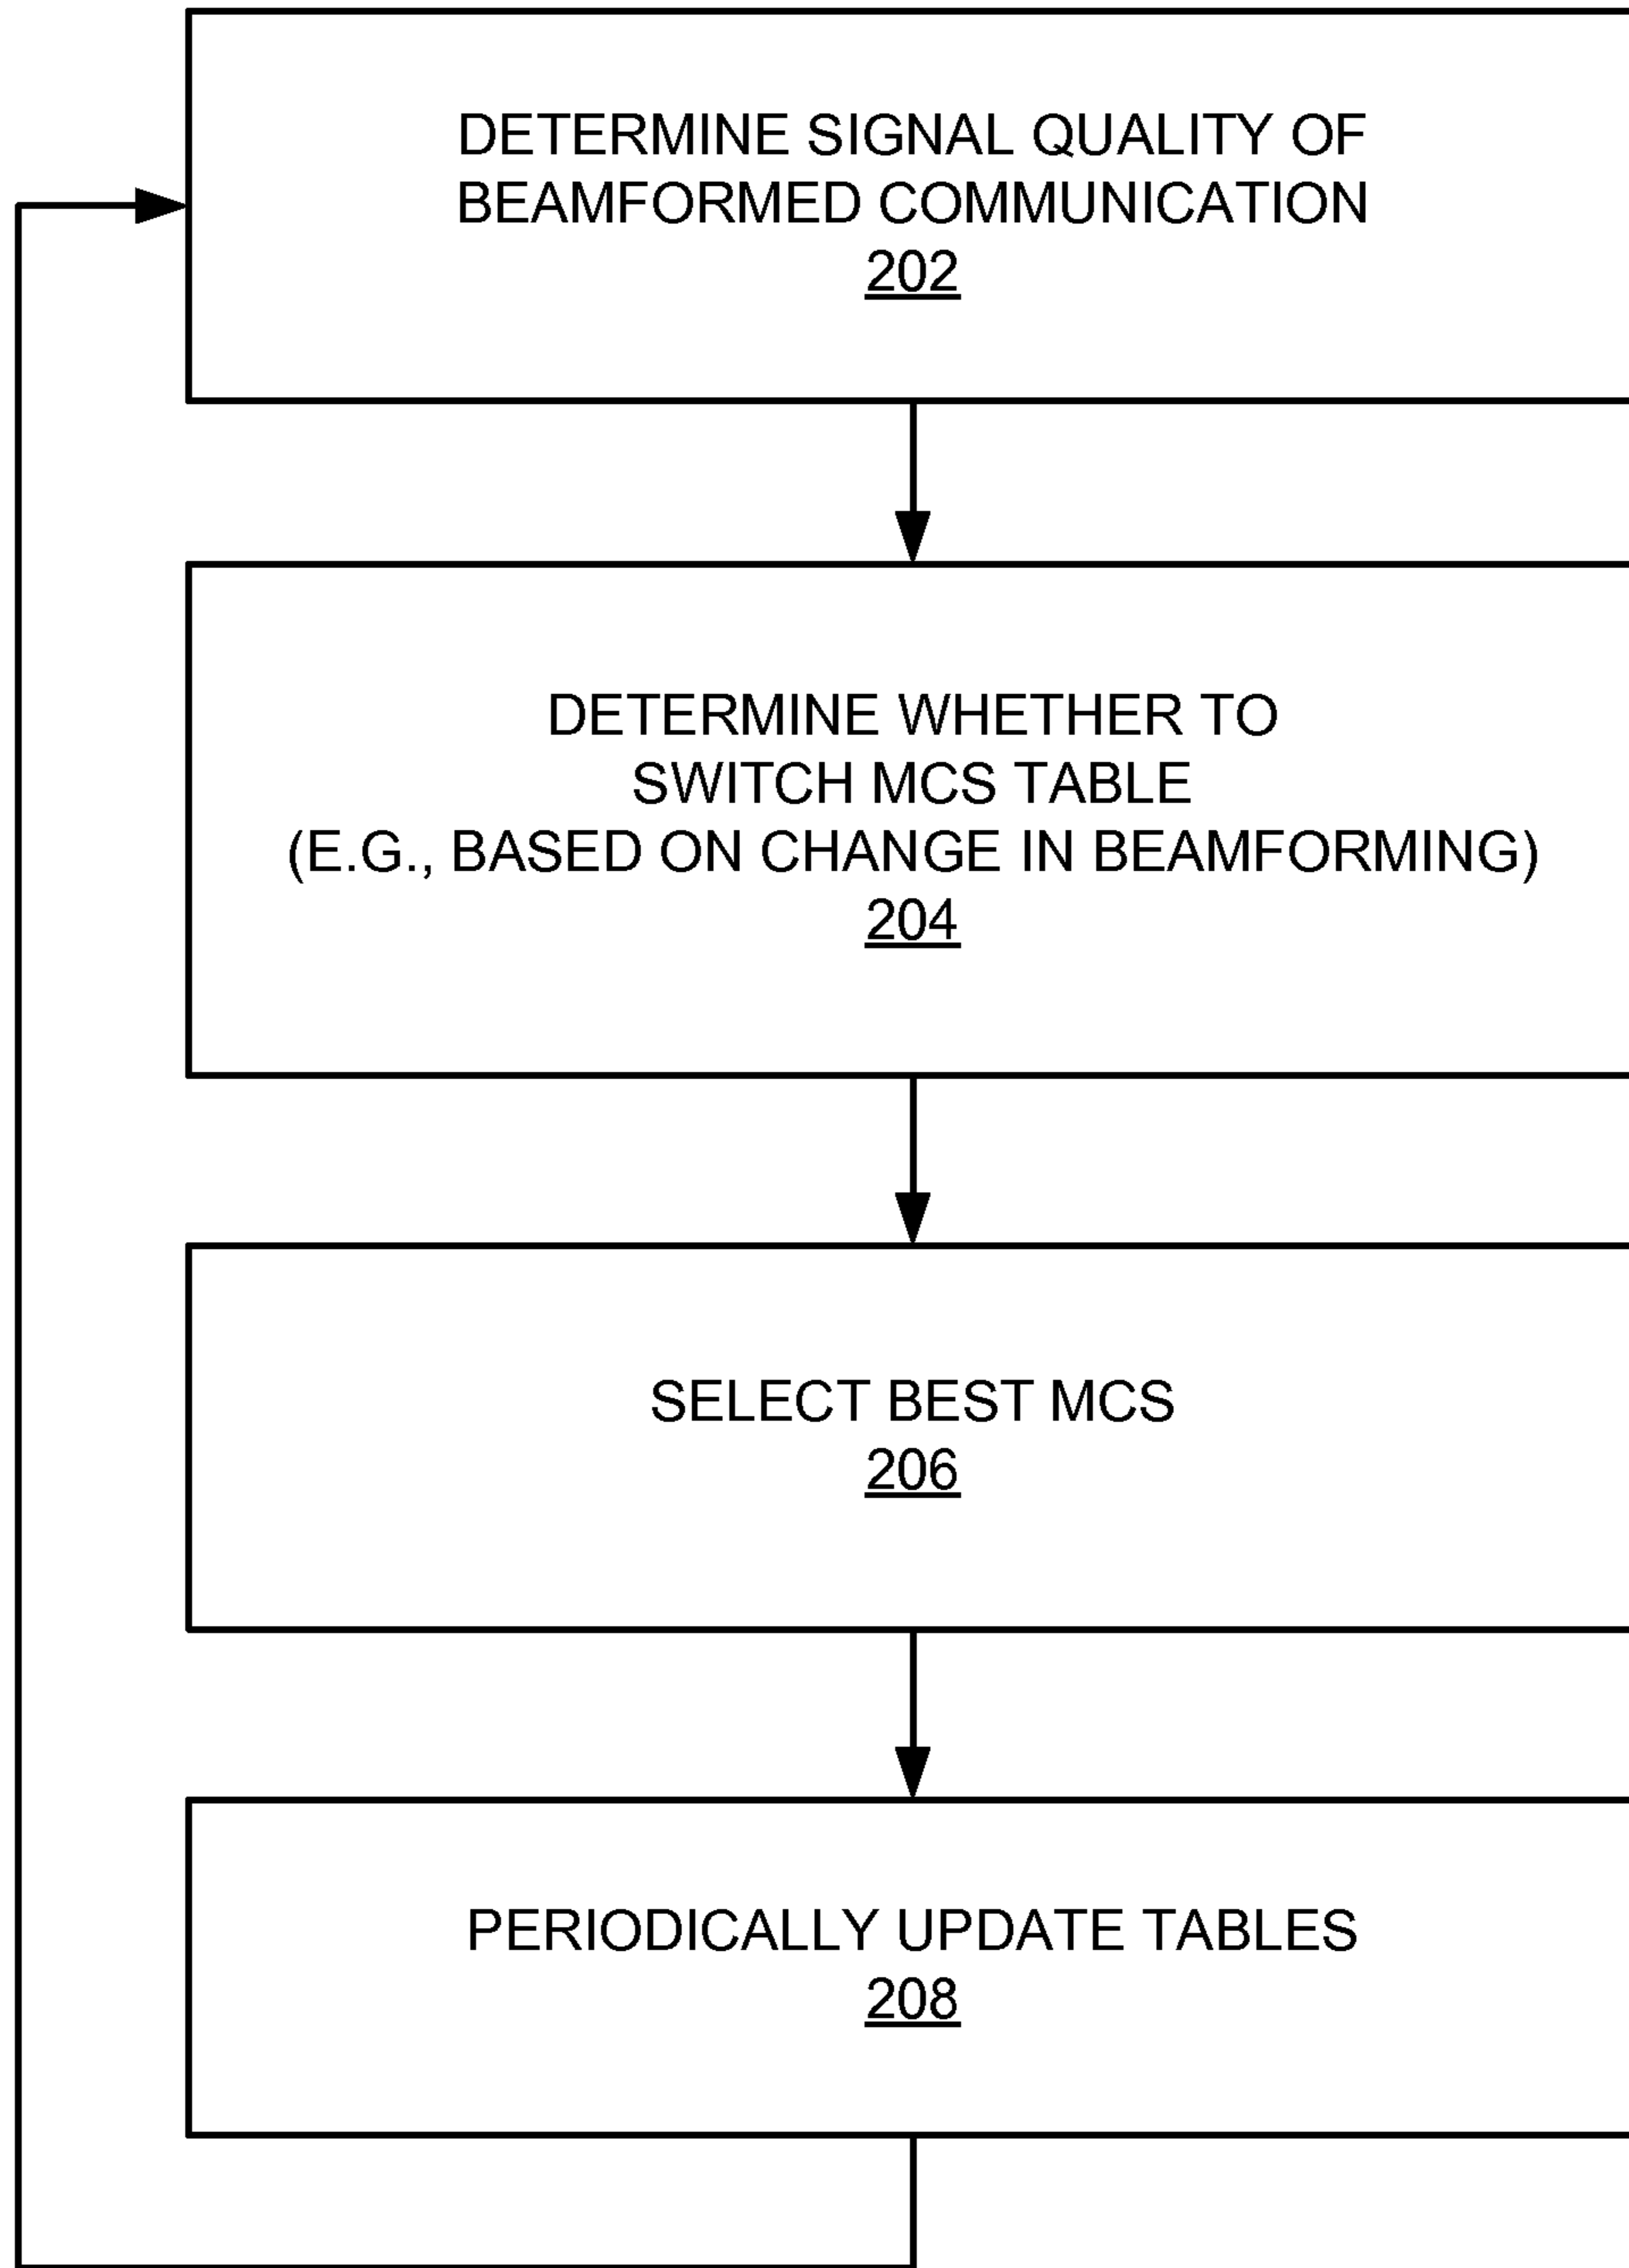 DETERMINE SIGNAL QUALITY OF
BEAMFORMED COMMUNICATION
202
DETERMINE WHETHER TO
SWITCH MCS TABLE
(E.G., BASED ON CHANGE IN BEAMFORMING)
204
SELECT BEST MCS
206
PERIODICALLY UPDATE TABLES
208